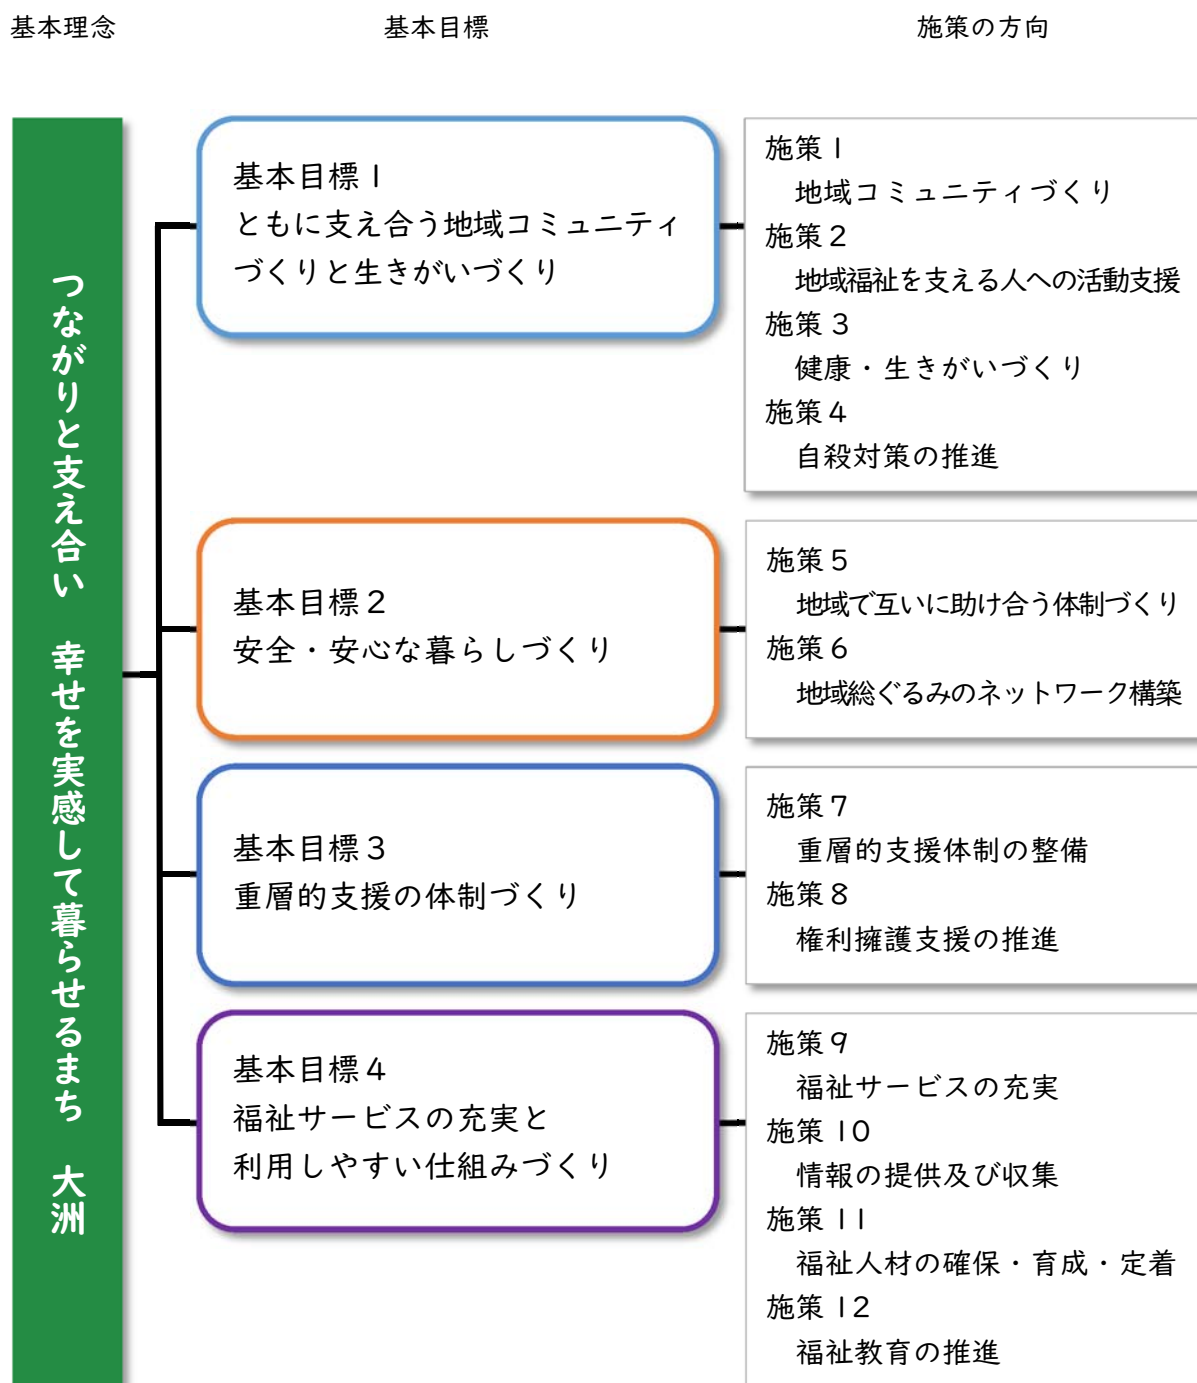 基本理念
基本目標
施策の方向
つながりと支え合い 幸せを実感して暮らせるまち 大洲
基本目標1
ともに支え合う地域コミュニティ
づくりと生きがいづくり
施策1
地域コミュニティづくり
施策2
地域福祉を支える人への活動支援
施策3
健康・生きがいづくり
施策4
自殺対策の推進
基本目標2
安全・安心な暮らしづくり
施策5
地域で互いに助け合う体制づくり
施策6
地域総ぐるみのネットワーク構築
基本目標3
重層的支援の体制づくり
施策7
重層的支援体制の整備
施策8
権利擁護支援の推進
基本目標4
福祉サービスの充実と
利用しやすい仕組みづくり
施策9
福祉サービスの充実
施策10
情報の提供及び収集
施策11
福祉人材の確保・育成・定着
施策12
福祉教育の推進